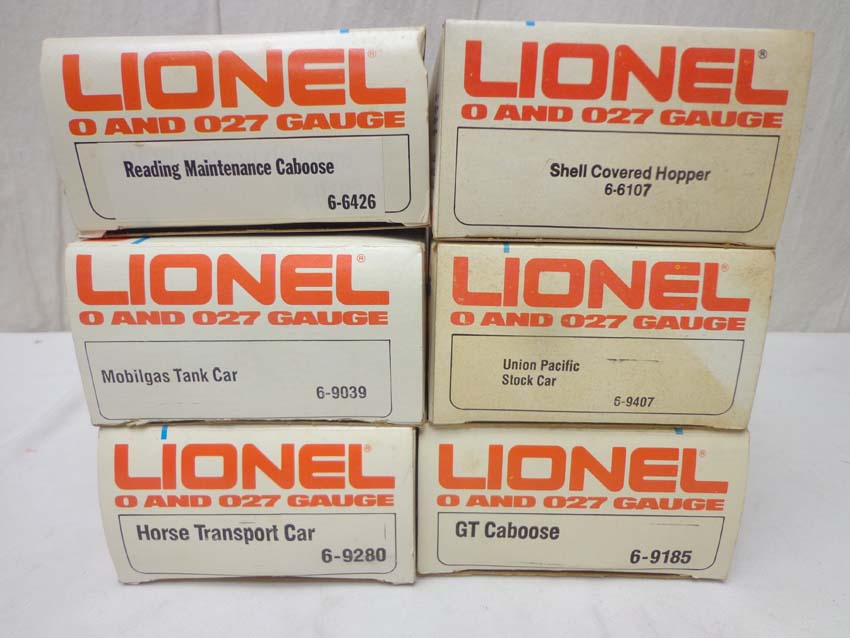 LIONEL®
O AND O27 GAUGE
Reading Maintenance Caboose
6-6426
LIONEL®
O AND O27 GAUGE
Shell Covered Hopper
6-6107
LIONEL®
O AND O27 GAUGE
Mobilgas Tank Car
6-9039
LIONEL®
O AND O27 GAUGE
Union Pacific
Stock Car
6-9407
LIONEL®
O AND O27 GAUGE
Horse Transport Car
6-9280
LIONEL®
O AND O27 GAUGE
GT Caboose
6-9185